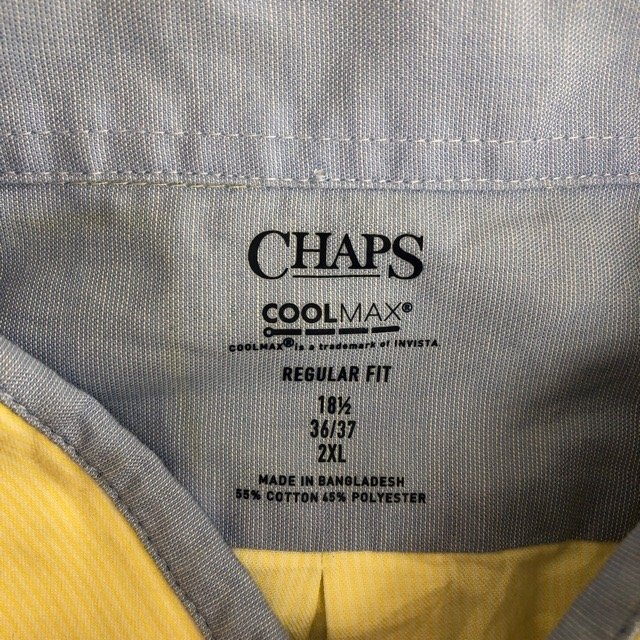 CHAPS
COOLMAX®
COOLMAX® is a trademark of INVISTA
REGULAR FIT
18½
36/37
2XL
MADE IN BANGLADESH
55% COTTON 45% POLYESTER